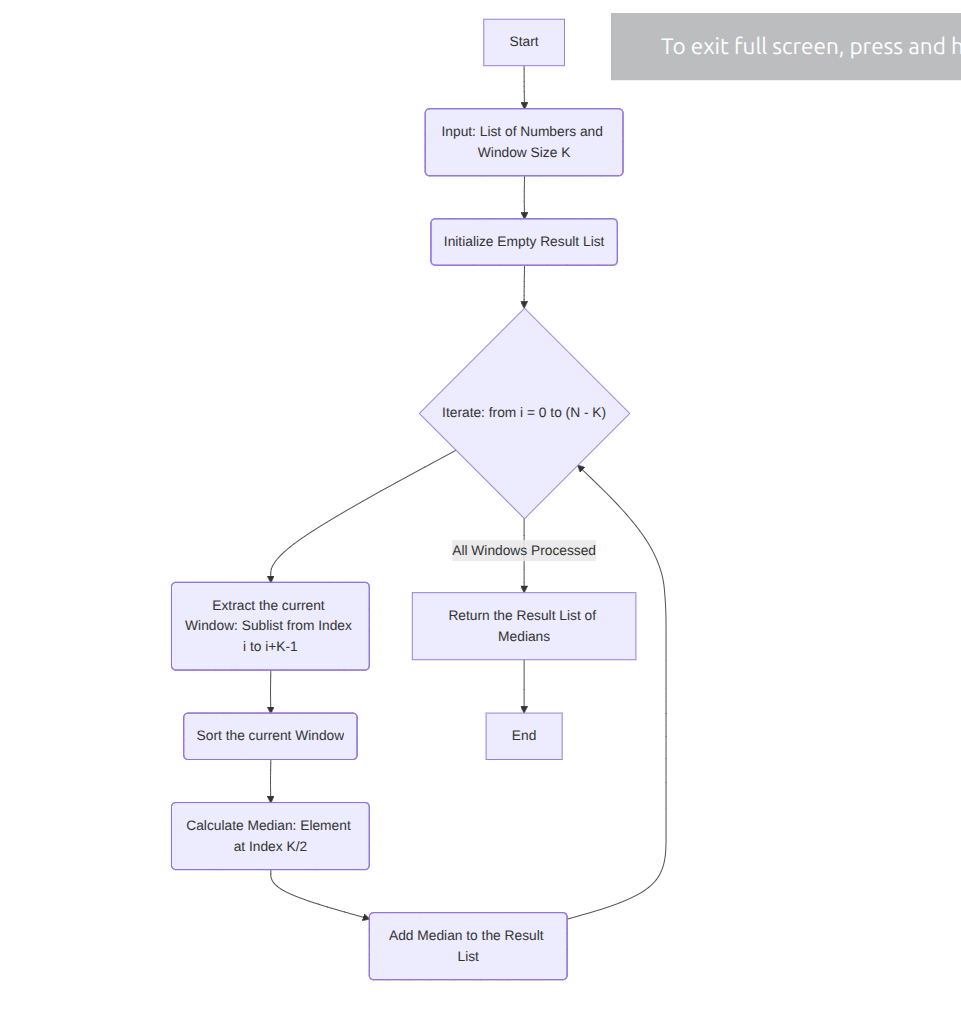 Start
To exit full screen, press and h
Input: List of Numbers and
Window Size K
Initialize Empty Result List
Iterate: from i = 0 to (N - K)
All Windows Processed
Extract the current
Window: Sublist from Index
i to i+K-1
Return the Result List of
Medians
Sort the current Window
End
Calculate Median: Element
at Index K/2
Add Median to the Result
List